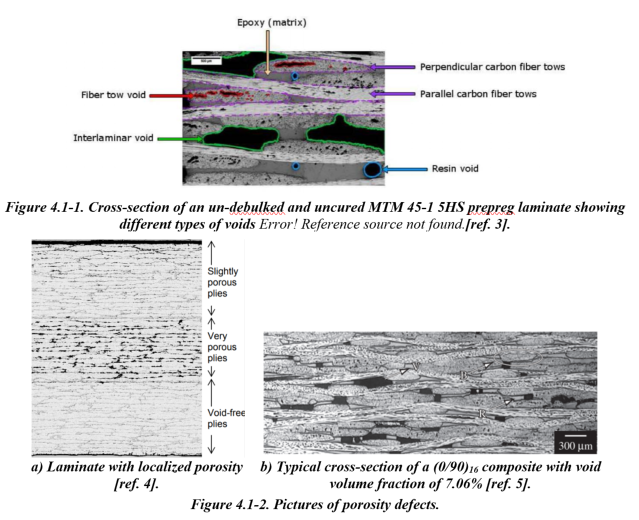 Epoxy (matrix)
Perpendicular carbon fiber tows
Fiber tow void
Parallel carbon fiber tows
Interlaminar void
Resin void
Figure 4.1-1. Cross-section of an un-debulked and uncured MTM 45-1 5HS prepreg laminate showing
different types of voids Error! Reference source not found.[ref. 3].
Slightly
porous
plies
Very
porous
plies
Void-free
plies
300 µm
a) Laminate with localized porosity
[ref. 4].
b) Typical cross-section of a (0/90)16 composite with void
volume fraction of 7.06% [ref. 5].
Figure 4.1-2. Pictures of porosity defects.